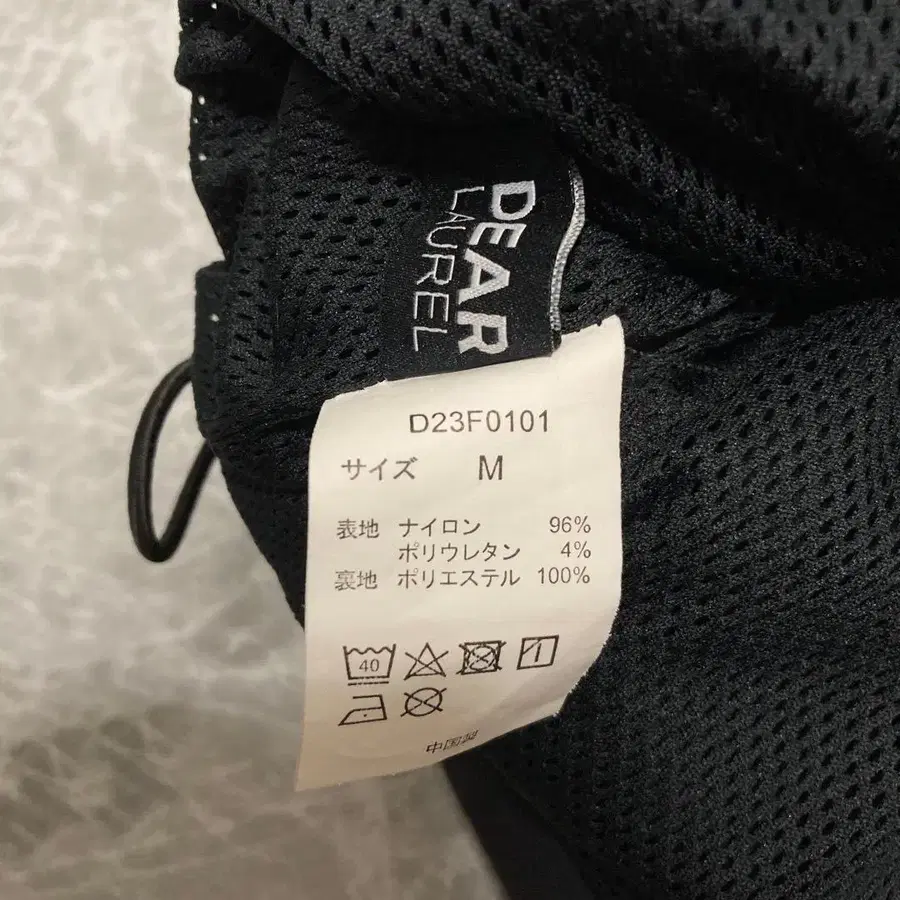 DEAR
LAUREL
D23F0101
サイズ M
表地 ナイロン 96%
ポリウレタン 4%
裏地 ポリエステル 100%
40
中国製